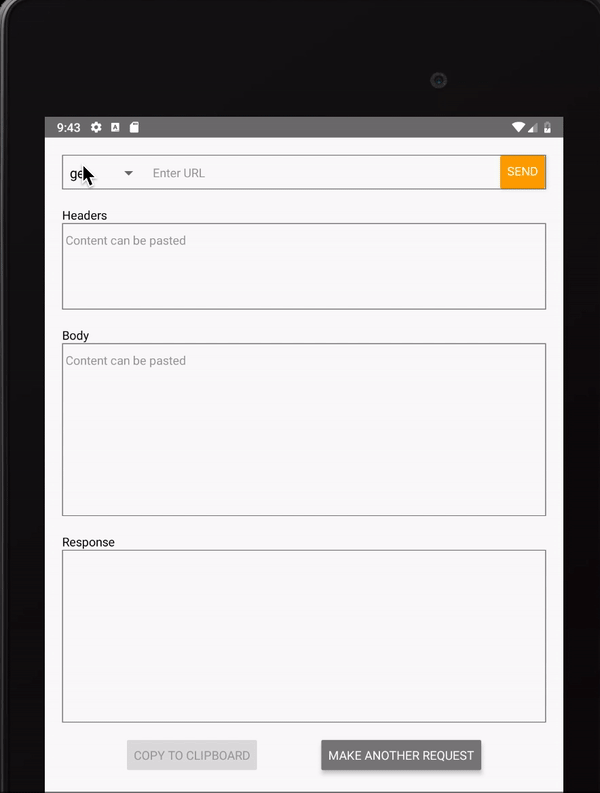 9:43
Enter URL
SEND
Headers
Content can be pasted
Body
Content can be pasted
Response
COPY TO CLIPBOARD
MAKE ANOTHER REQUEST